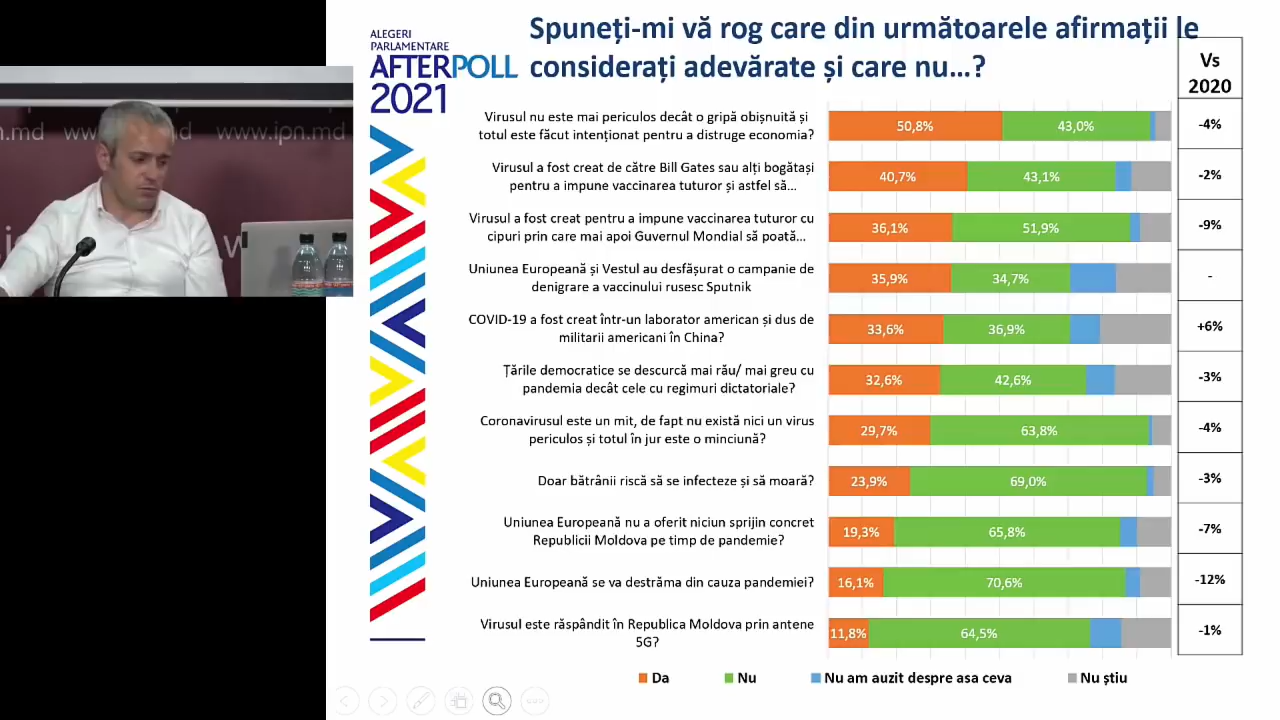 ALEGERI
PARLAMENTARE
AFTERPOLL
2021
Spuneți-mi vă rog care din următoarele afirmații le
considerați adevărate și care nu...?
Vs
2020
n.md www.ipn.md www.ipn.md
Virusul nu este mai periculos decât o gripă obișnuită și
totul este făcut intenționat pentru a distruge economia?
50,8% 43,0% -4%
Virusul a fost creat de către Bill Gates sau alți bogătași
pentru a impune vaccinarea tuturor și astfel să...
40,7% 43,1% -2%
Virusul a fost creat pentru a impune vaccinarea tuturor cu
cipuri prin care mai apoi Guvernul Mondial să poată...
36,1% 51,9% -9%
Uniunea Europeană și Vestul au desfășurat o campanie de
denigrare a vaccinului rusesc Sputnik
35,9% 34,7% -
COVID-19 a fost creat într-un laborator american și dus de
militarii americani în China?
33,6% 36,9% +6%
Țările democratice se descurcă mai rău/ mai greu cu
pandemia decât cele cu regimuri dictatoriale?
32,6% 42,6% -3%
Coronavirusul este un mit, de fapt nu există nici un virus
periculos și totul în jur este o minciună?
29,7% 63,8% -4%
Doar bătrânii riscă să se infecteze și să moară?
23,9% 69,0% -3%
Uniunea Europeană nu a oferit niciun sprijin concret
Republicii Moldova pe timp de pandemie?
19,3% 65,8% -7%
Uniunea Europeană se va destrăma din cauza pandemiei?
16,1% 70,6% -12%
Virusul este răspândit în Republica Moldova prin antene
5G?
11,8% 64,5% -1%
Da Nu Nu am auzit despre asa ceva Nu știu